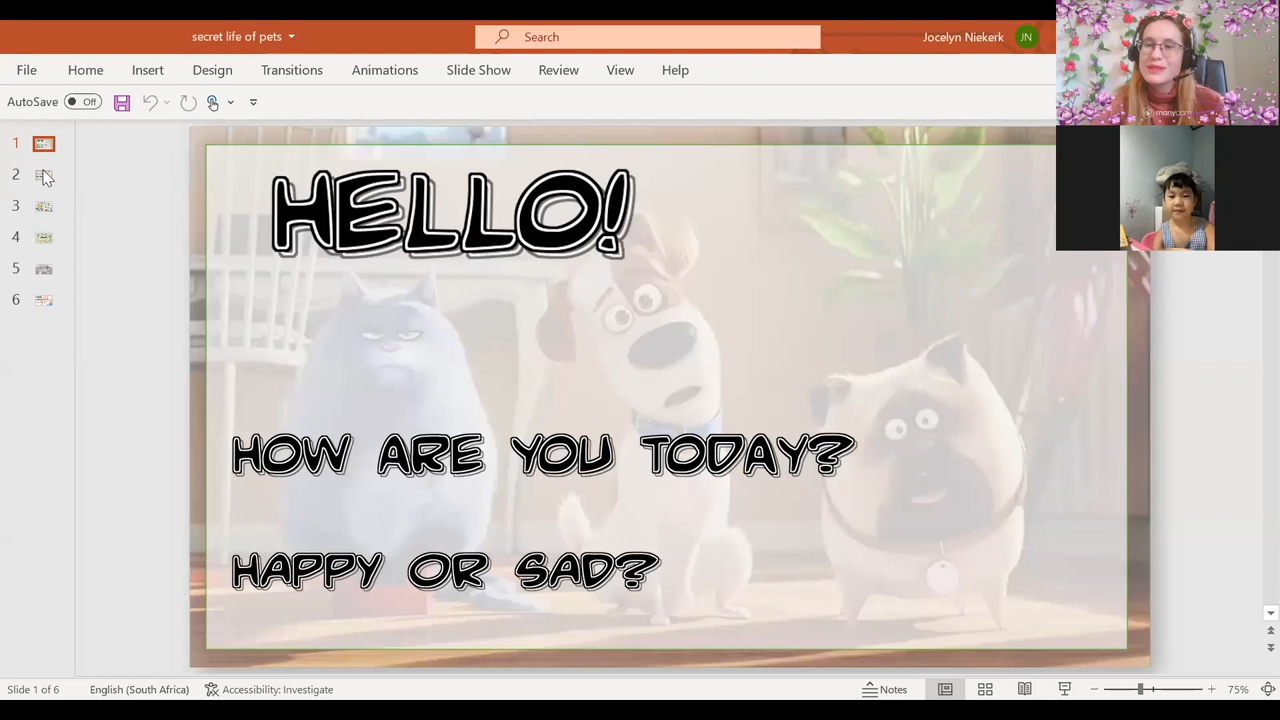 secret life of pets
Search
Jocelyn Niekerk JN
File Home Insert Design Transitions Animations Slide Show Review View Help
AutoSave Off
manycam
1
2
3
4
5
6
HELLO!
HOW ARE YOU TODAY?
HAPPY OR SAD?
Slide 1 of 6 English (South Africa) Accessibility: Investigate Notes 75%